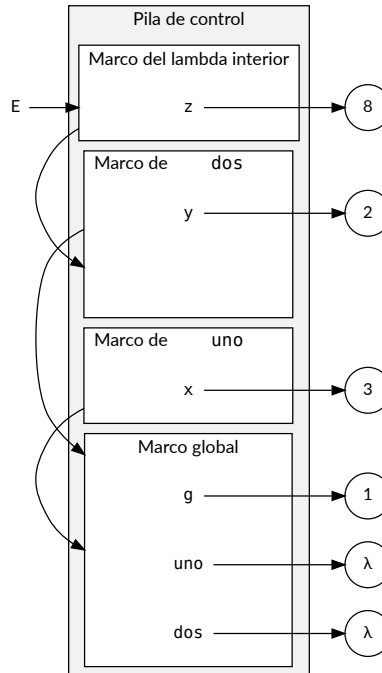 Pila de control
Marco del lambda interior
E z 8
Marco de dos
y 2
Marco de uno
x 3
Marco global
g 1
uno λ
dos λ